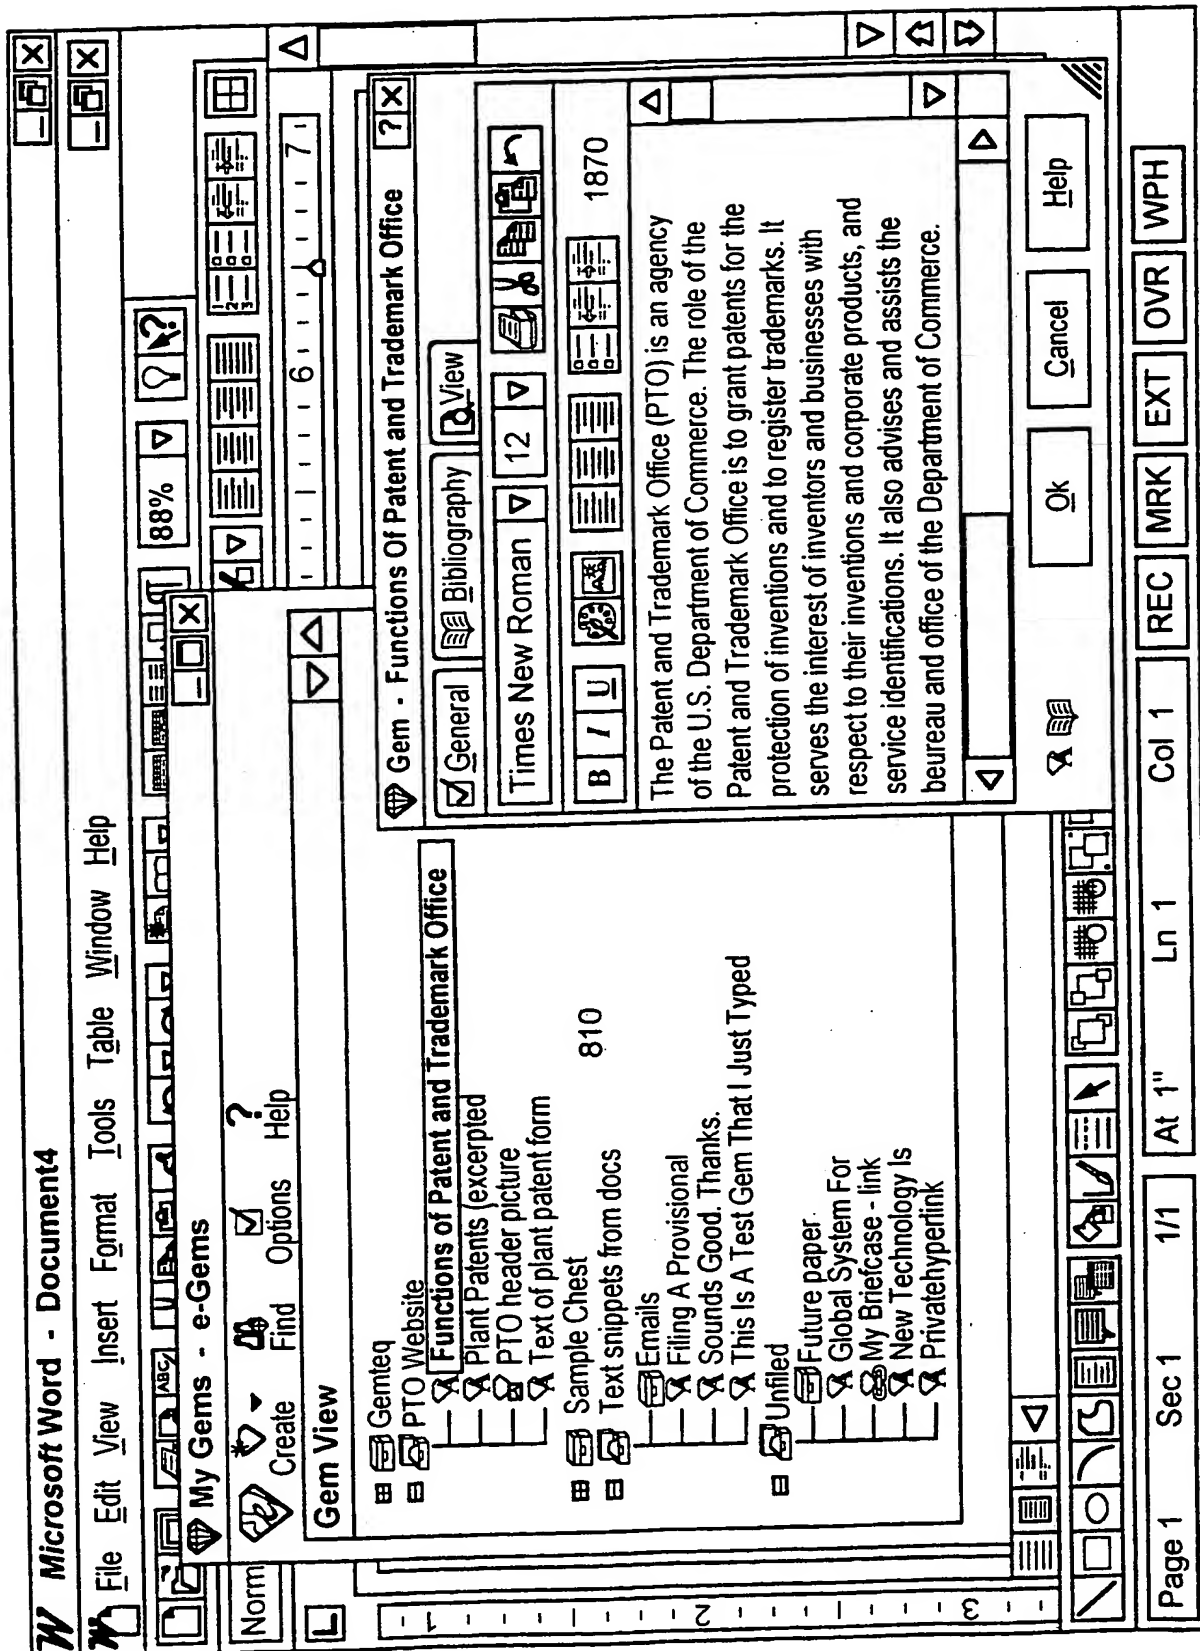 Microsoft Word - Document4
File Edit View Insert Format Tools Table Window Help
ABC
88%
Norm
My Gems - e-Gems
Create Find Options Help
Gem View
Gemteq
PTO Website
Functions of Patent and Trademark Office
Plant Patents (excerpted
PTO header picture
Text of plant patent form
Sample Chest
810
Text snippets from docs
Emails
Filing A Provisional
Sounds Good. Thanks.
This Is A Test Gem That I Just Typed
Unfiled
Future paper
Global System For
My Briefcase - link
New Technology Is
Privatehyperlink
6 7
Gem - Functions Of Patent and Trademark Office
General Bibliography View
Times New Roman 12
B I U
1870
The Patent and Trademark Office (PTO) is an agency
of the U.S. Department of Commerce. The role of the
Patent and Trademark Office is to grant patents for the
protection of inventions and to register trademarks. It
serves the interest of inventors and businesses with
respect to their inventions and corporate products, and
service identifications. It also advises and assists the
beureau and office of the Department of Commerce.
Ok Cancel Help
1
2
3
Page 1 Sec 1 1/1 At 1" Ln 1 Col 1 REC MRK EXT OVR WPH